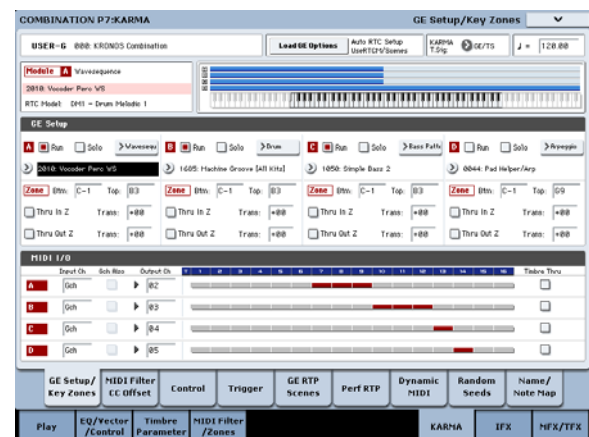 COMBINATION P7:KARMA GE Setup/Key Zones
USER-G 000: KRONOS Combination Load GE Options Auto RTC Setup UserRTCM/Scenes KARMA T.Sig GE/TS ♩ = 120.00
Module A Wavesequence
2010: Vocoder Perc WS
RTC Model: DM1 - Drum Melodic 1
GE Setup
A Run Solo >Wavesequ B Run Solo >Drum C Run Solo >Bass Patte D Run Solo >Arpeggio
2010: Vocoder Perc WS 1605: Machine Groove [All Kits] 1050: Simple Bass 2 0044: Pad Helper/Arp
Zone Btm: C-1 Top: B3 Zone Btm: C-1 Top: B3 Zone Btm: C-1 Top: B3 Zone Btm: C-1 Top: G9
Thru In Z Trans: +00 Thru In Z Trans: +00 Thru In Z Trans: +00 Thru In Z Trans: +00
Thru Out Z Trans: +00 Thru Out Z Trans: +00 Thru Out Z Trans: +00 Thru Out Z Trans: +00
MIDI I/O
Input Ch Output Ch T 1 2 3 4 5 6 7 8 9 10 11 12 13 14 15 16 Timbre Thru
A Gch 02
B Gch 03
C Gch 04
D Gch 05
GE Setup/ Key Zones MIDI Filter CC Offset Control Trigger GE RTP Scenes Perf RTP Dynamic MIDI Random Seeds Name/ Note Map
Play EQ/Vector /Control Timbre Parameter MIDI Filter /Zones KARMA IFX MFX/TFX